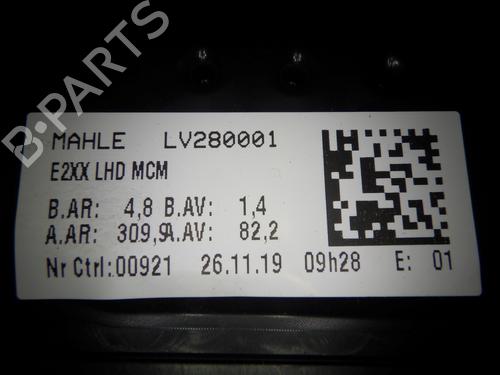 B-PARTS
MAHLE LV280001
E2XX LHD MCM
B.AR: 4,8 B.AV: 1,4
A.AR: 309,9A.AV: 82,2
Nr Ctrl:00921 26.11.19 09h28 E: 01